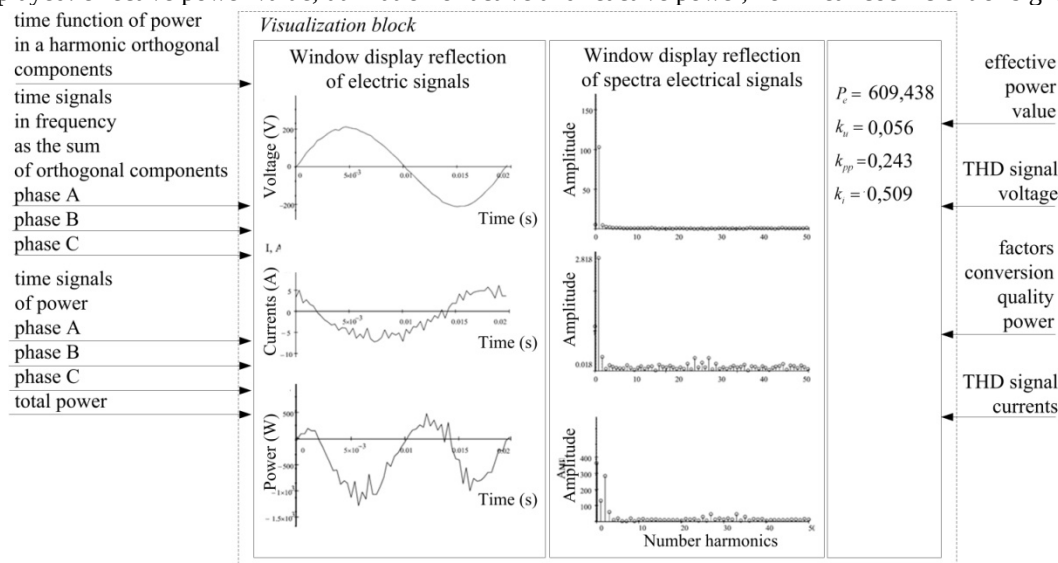 time function of power
in a harmonic orthogonal
components
time signals
in frequency
as the sum
of orthogonal components
phase A
phase B
phase C
time signals
of power
phase A
phase B
phase C
total power
Visualization block
Window display reflection
of electric signals
Voltage (V)
200
0
-200
5·10⁻³
0.01
0.015
0.02
Time (s)
I, A
Currents (A)
5
0
-5
-10
5×10⁻³
0.01
0.015
0.02
Time (s)
Power (W)
500
0
-500
-1×10³
-1.5×10³
5×10⁻³
0.01
0.015
0.02
Time (s)
Window display reflection
of spectra electrical signals
Amplitude
150
100
50
0
10
20
30
40
50
Amplitude
2.818
0.018
0
10
20
30
40
50
Amplitude
400
300
200
100
0
0
10
20
30
40
50
Number harmonics
Pe = 609,438
ku = 0,056
kpp = 0,243
ki = 0,509
effective
power
value
THD signal
voltage
factors
conversion
quality
power
THD signal
currents